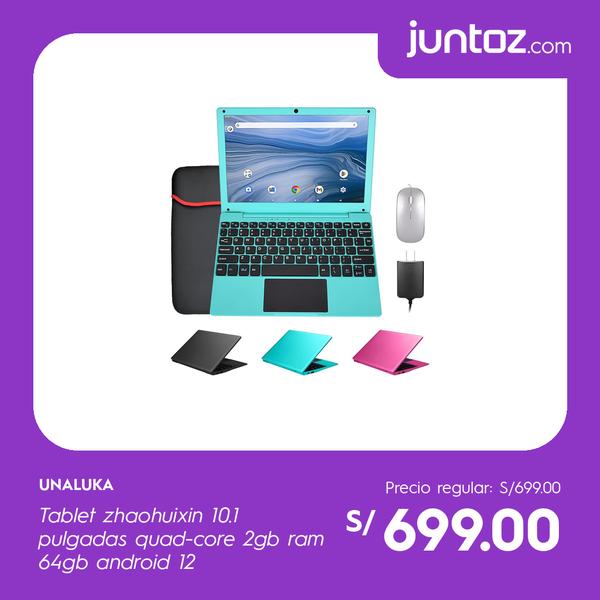 juntoz.com
UNALUKA
Tablet zhaohuixin 10.1
pulgadas quad-core 2gb ram
64gb android 12
Precio regular: S/699.00
S/ 699.00